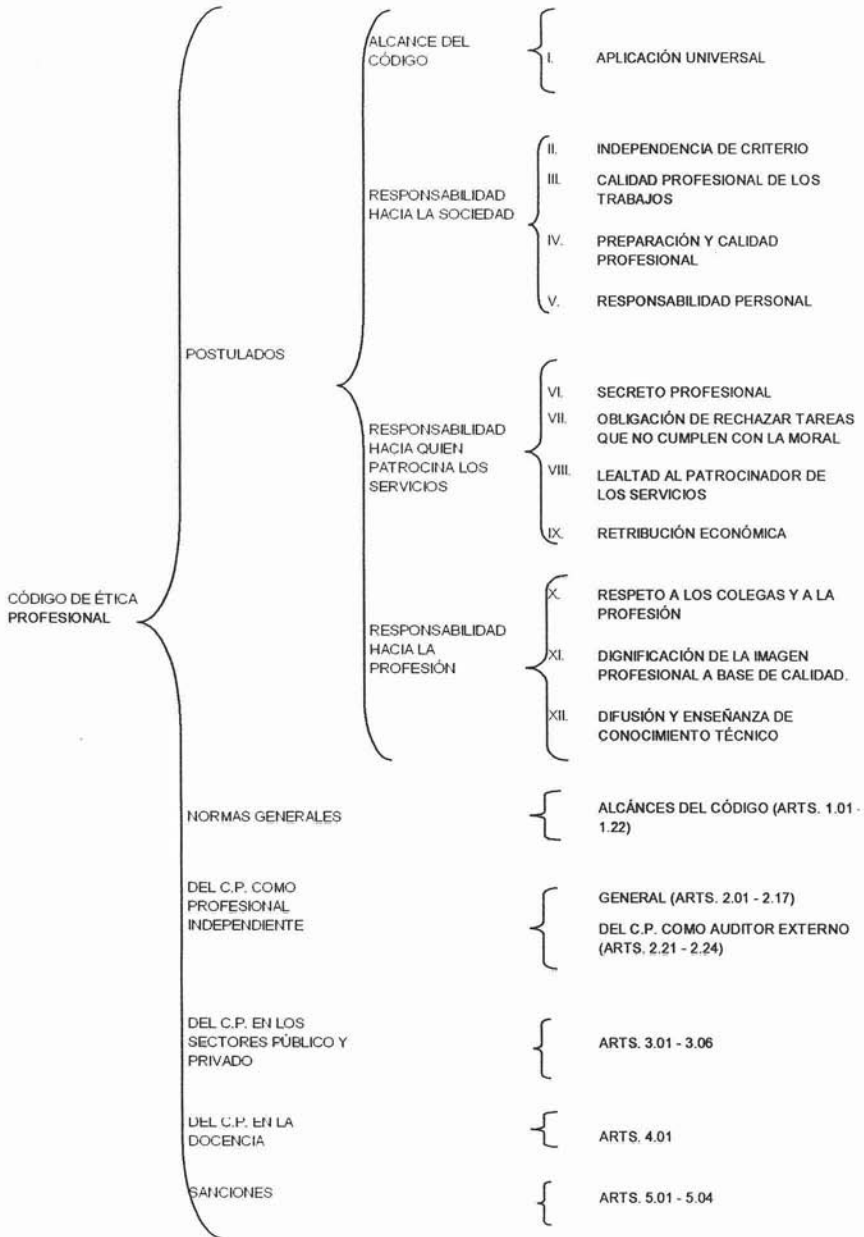 CÓDIGO DE ÉTICA
PROFESIONAL
POSTULADOS
ALCANCE DEL
CÓDIGO
I. APLICACIÓN UNIVERSAL
RESPONSABILIDAD
HACIA LA SOCIEDAD
II. INDEPENDENCIA DE CRITERIO
III. CALIDAD PROFESIONAL DE LOS
TRABAJOS
IV. PREPARACIÓN Y CALIDAD
PROFESIONAL
V. RESPONSABILIDAD PERSONAL
RESPONSABILIDAD
HACIA QUIEN
PATROCINA LOS
SERVICIOS
VI. SECRETO PROFESIONAL
VII. OBLIGACIÓN DE RECHAZAR TAREAS
QUE NO CUMPLEN CON LA MORAL
VIII. LEALTAD AL PATROCINADOR DE
LOS SERVICIOS
IX. RETRIBUCIÓN ECONÓMICA
RESPONSABILIDAD
HACIA LA
PROFESIÓN
X. RESPETO A LOS COLEGAS Y A LA
PROFESIÓN
XI. DIGNIFICACIÓN DE LA IMAGEN
PROFESIONAL A BASE DE CALIDAD.
XII. DIFUSIÓN Y ENSEÑANZA DE
CONOCIMIENTO TÉCNICO
NORMAS GENERALES
ALCÁNCES DEL CÓDIGO (ARTS. 1.01 -
1.22)
DEL C.P. COMO
PROFESIONAL
INDEPENDIENTE
GENERAL (ARTS. 2.01 - 2.17)
DEL C.P. COMO AUDITOR EXTERNO
(ARTS. 2.21 - 2.24)
DEL C.P. EN LOS
SECTORES PÚBLICO Y
PRIVADO
ARTS. 3.01 - 3.06
DEL C.P. EN LA
DOCENCIA
ARTS. 4.01
SANCIONES
ARTS. 5.01 - 5.04